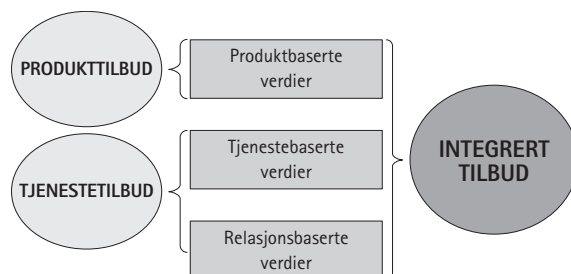 PRODUKTTILBUD
Produktbaserte
verdier
TJENESTETILBUD
Tjenestebaserte
verdier
Relasjonsbaserte
verdier
INTEGRERT
TILBUD